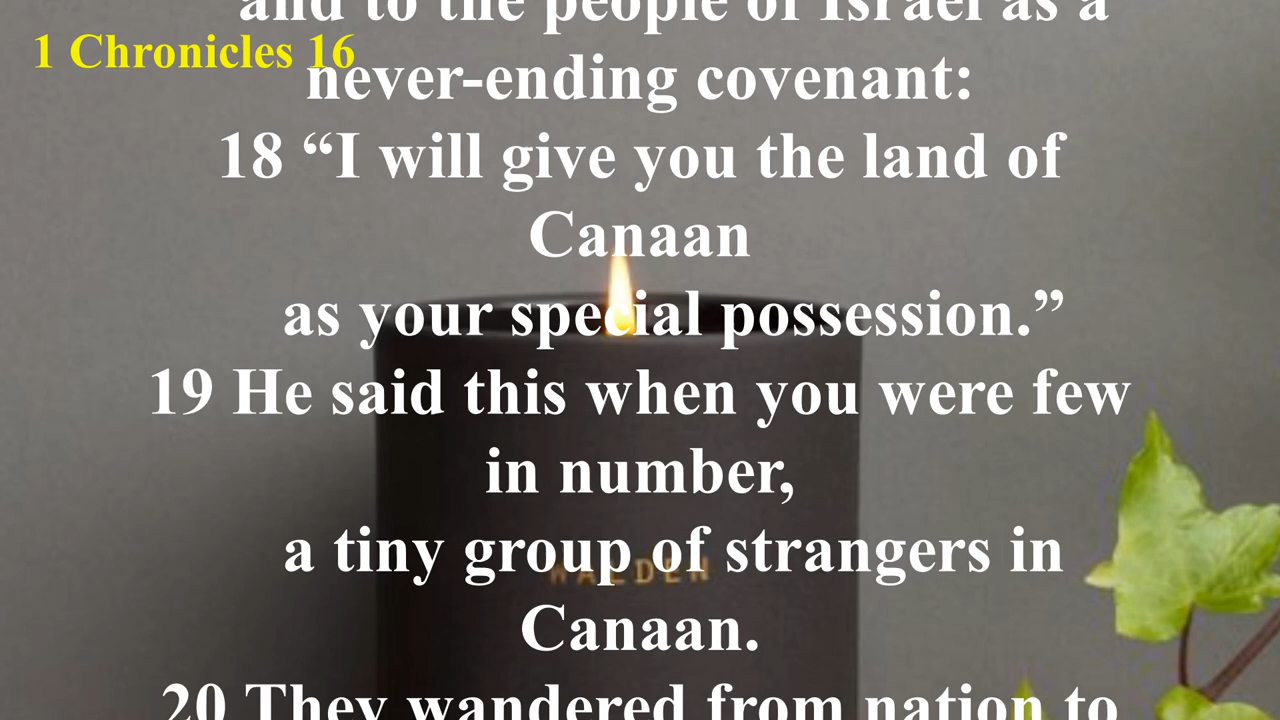 and to the people of Israel as a
1 Chronicles 16
never-ending covenant:
18 “I will give you the land of
Canaan
as your special possession.”
19 He said this when you were few
in number,
a tiny group of strangers in
WALDEN
Canaan.
20 They wandered from nation to